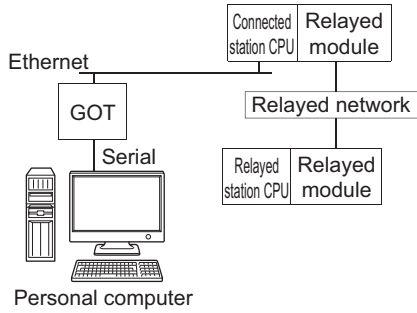 Connected
station CPU
Relayed
module
Ethernet
GOT
Relayed network
Serial
Relayed
station CPU
Relayed
module
Personal computer